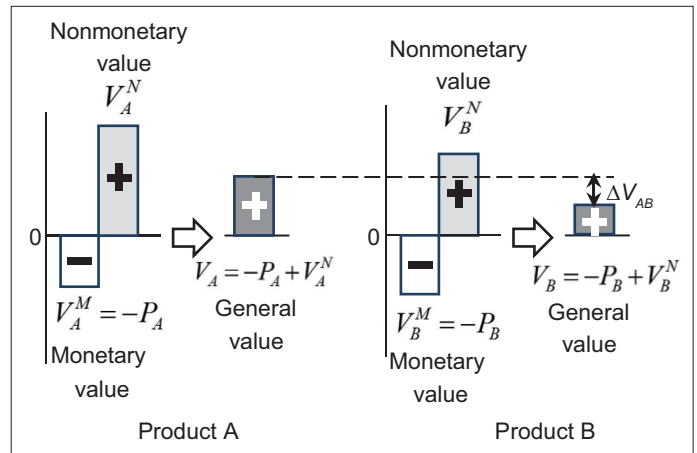 Nonmonetary
value
V_A^N
+
0
−
V_A^M = −P_A
Monetary
value
+
V_A = −P_A + V_A^N
General
value
Product A
Nonmonetary
value
V_B^N
+
0
−
V_B^M = −P_B
Monetary
value
ΔV_AB
+
V_B = −P_B + V_B^N
General
value
Product B